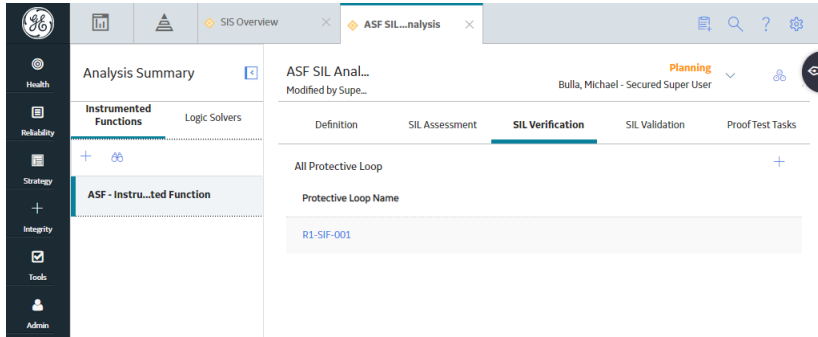 SIS Overview
ASF SIL...nalysis
Health
Reliability
Strategy
Integrity
Tools
Admin
Analysis Summary
Instrumented
Functions
Logic Solvers
ASF - Instru...ted Function
ASF SIL Anal...
Modified by Supe...
Planning
Bulla, Michael - Secured Super User
Definition
SIL Assessment
SIL Verification
SIL Validation
Proof Test Tasks
All Protective Loop
Protective Loop Name
R1-SIF-001